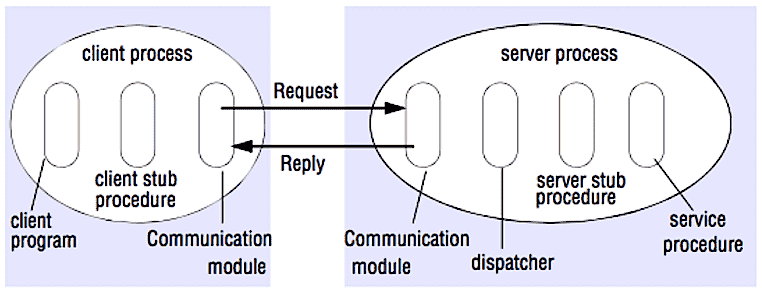 client process
server process
Request
Reply
client stub
procedure
server stub
procedure
client
program
Communication
module
Communication
module
dispatcher
service
procedure